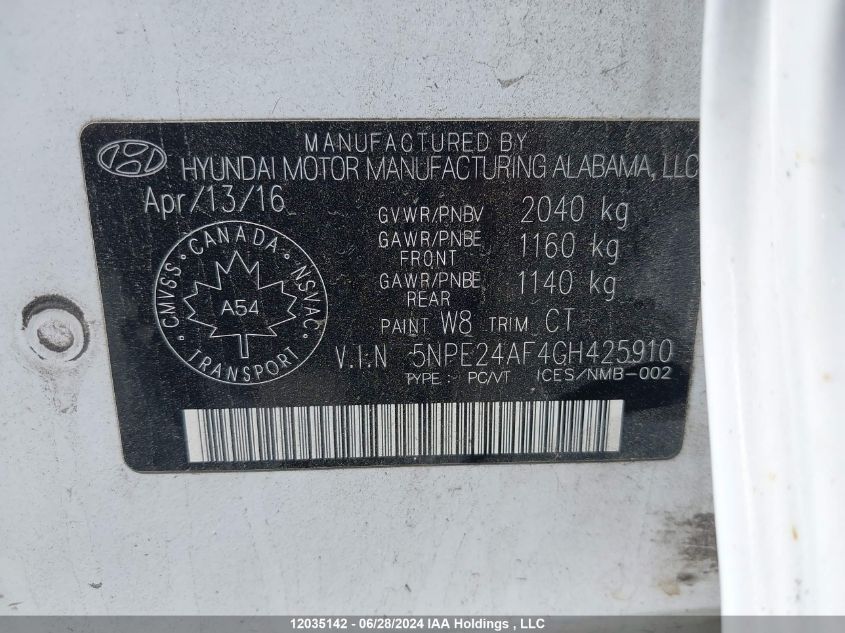 MANUFACTURED BY
HYUNDAI MOTOR MANUFACTURING ALABAMA, LLC
Apr/13/16
GVWR/PNBV 2040 kg
GAWR/PNBE FRONT 1160 kg
GAWR/PNBE REAR 1140 kg
PAINT W8 TRIM CT
V.I.N 5NPE24AF4GH425910
TYPE : PC/VT ICES/NMB-002
CMVSS · CANADA · NSVAC
A54
TRANSPORT
12035142 - 06/28/2024 IAA Holdings , LLC